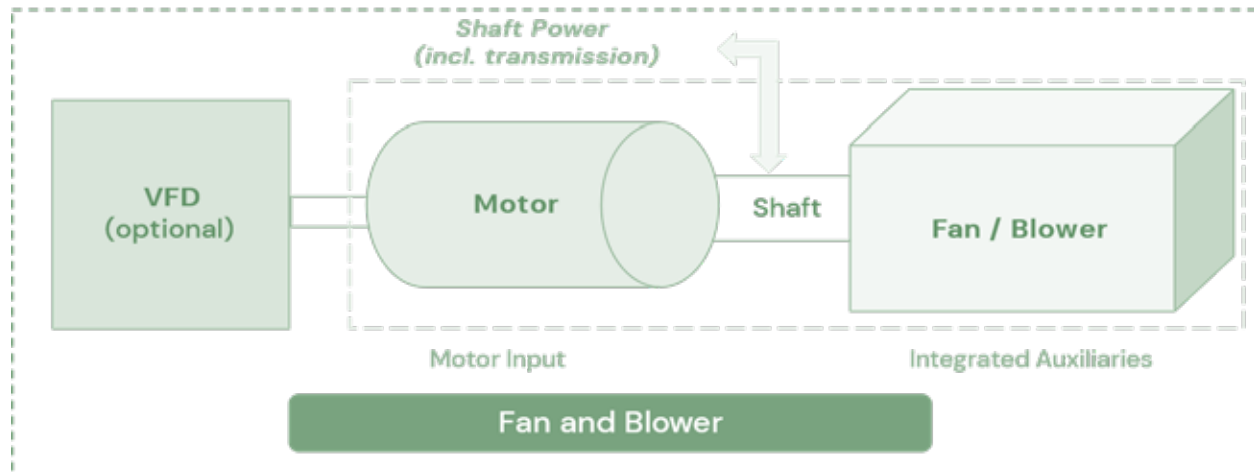 Shaft Power
(incl. transmission)
VFD
(optional)
Motor
Shaft
Fan / Blower
Motor Input
Integrated Auxiliaries
Fan and Blower